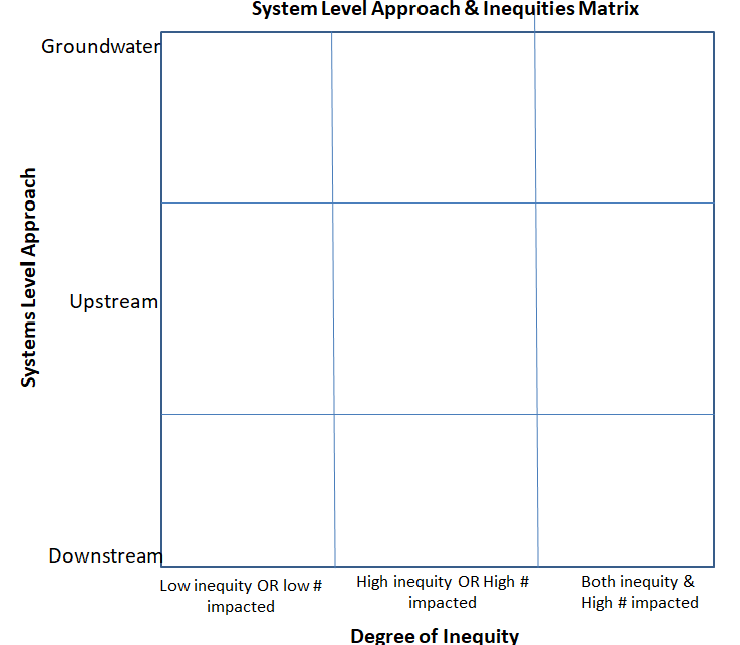 System Level Approach & Inequities Matrix
Groundwater
Systems Level Approach
Upstream
Downstream
Low inequity OR low #
impacted
High inequity OR High #
impacted
Both inequity &
High # impacted
Degree of Inequity